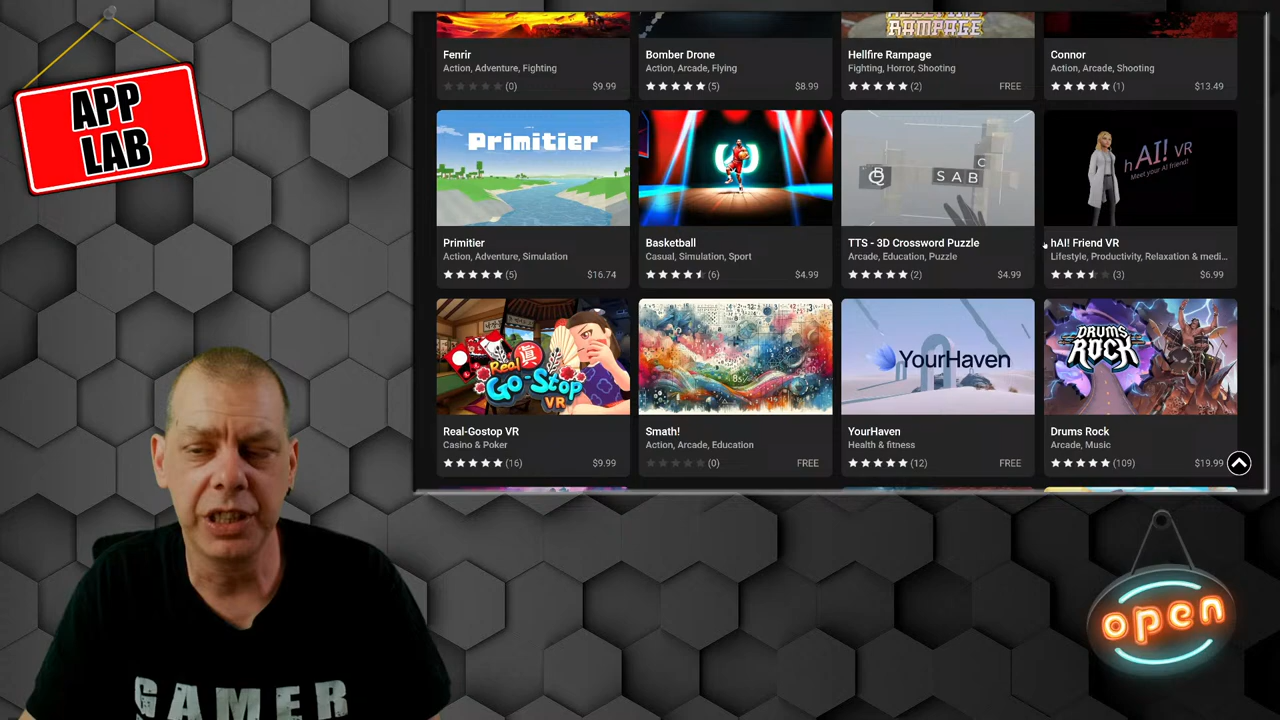 APP
LAB
HELLFIRE
RAMPAGE
Fenrir
Action, Adventure, Fighting
(0) $9.99
Bomber Drone
Action, Arcade, Flying
(5) $8.99
Hellfire Rampage
Fighting, Horror, Shooting
(2) FREE
Connor
Action, Arcade, Shooting
(1) $13.49
Primitier
Primitier
Action, Adventure, Simulation
(5) $16.74
Basketball
Casual, Simulation, Sport
(6) $4.99
S A B
C
TTS - 3D Crossword Puzzle
Arcade, Education, Puzzle
(2) $4.99
hAI! VR
Meet your AI friend!
hAI! Friend VR
Lifestyle, Productivity, Relaxation & medi...
(3) $6.99
Real
Go-Stop
VR
Real-Gostop VR
Casino & Poker
(16) $9.99
Smath!
Action, Arcade, Education
(0) FREE
YourHaven
YourHaven
Health & fitness
(12) FREE
DRUMS
ROCK
Drums Rock
Arcade, Music
(109) $19.99
open
GAMER